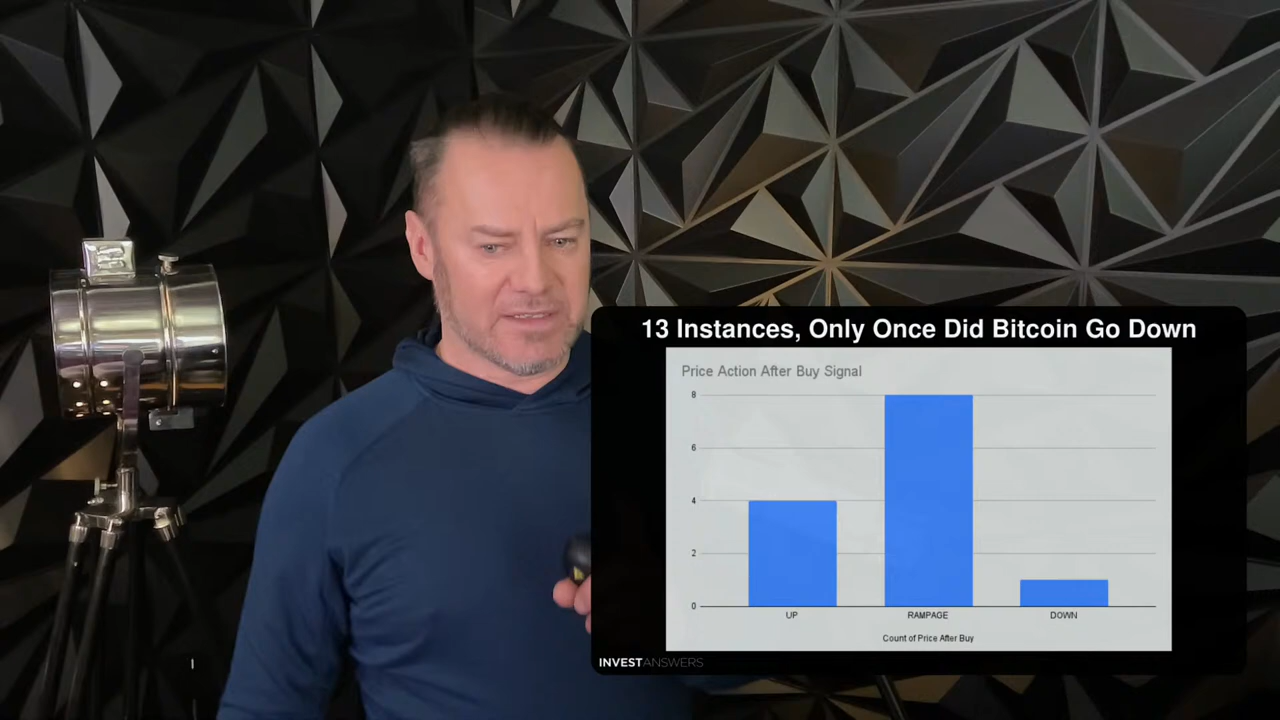 13 Instances, Only Once Did Bitcoin Go Down
Price Action After Buy Signal
8
6
4
2
0
UP RAMPAGE DOWN
Count of Price After Buy
INVESTANSWERS